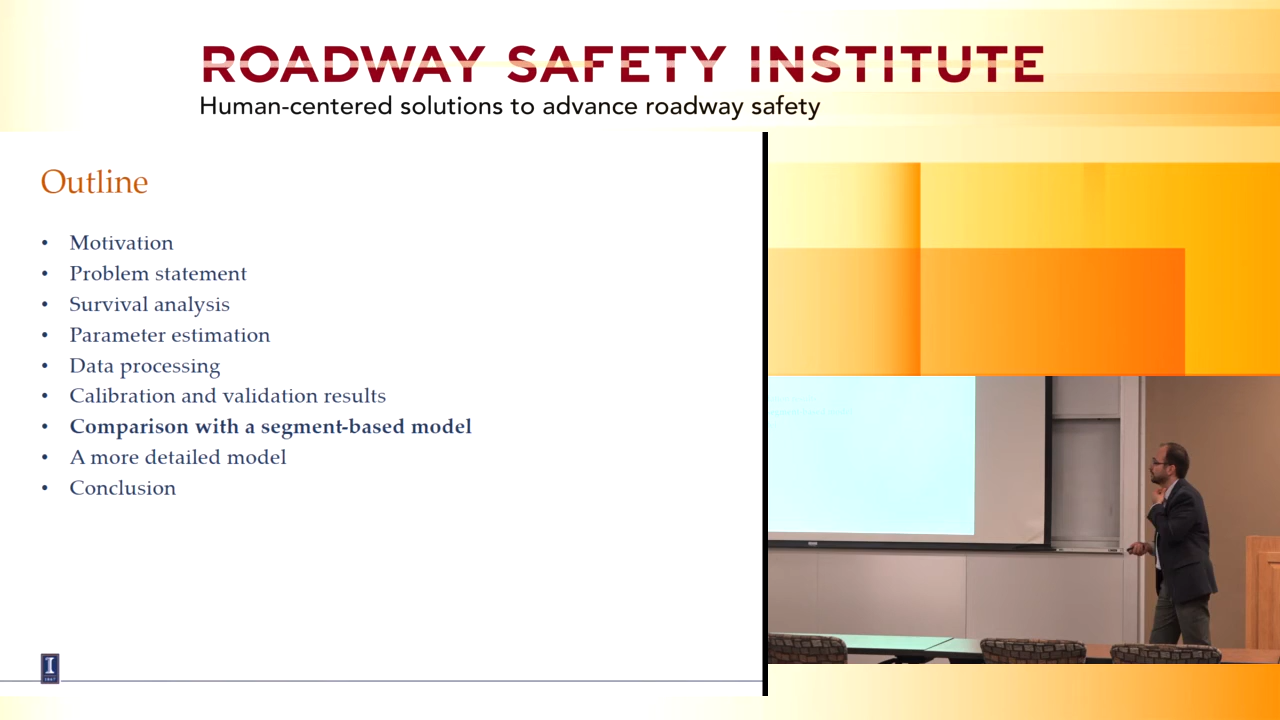 ROADWAY SAFETY INSTITUTE
Human-centered solutions to advance roadway safety
Outline
• Motivation
• Problem statement
• Survival analysis
• Parameter estimation
• Data processing
• Calibration and validation results
• Comparison with a segment-based model
• A more detailed model
• Conclusion
I
1867